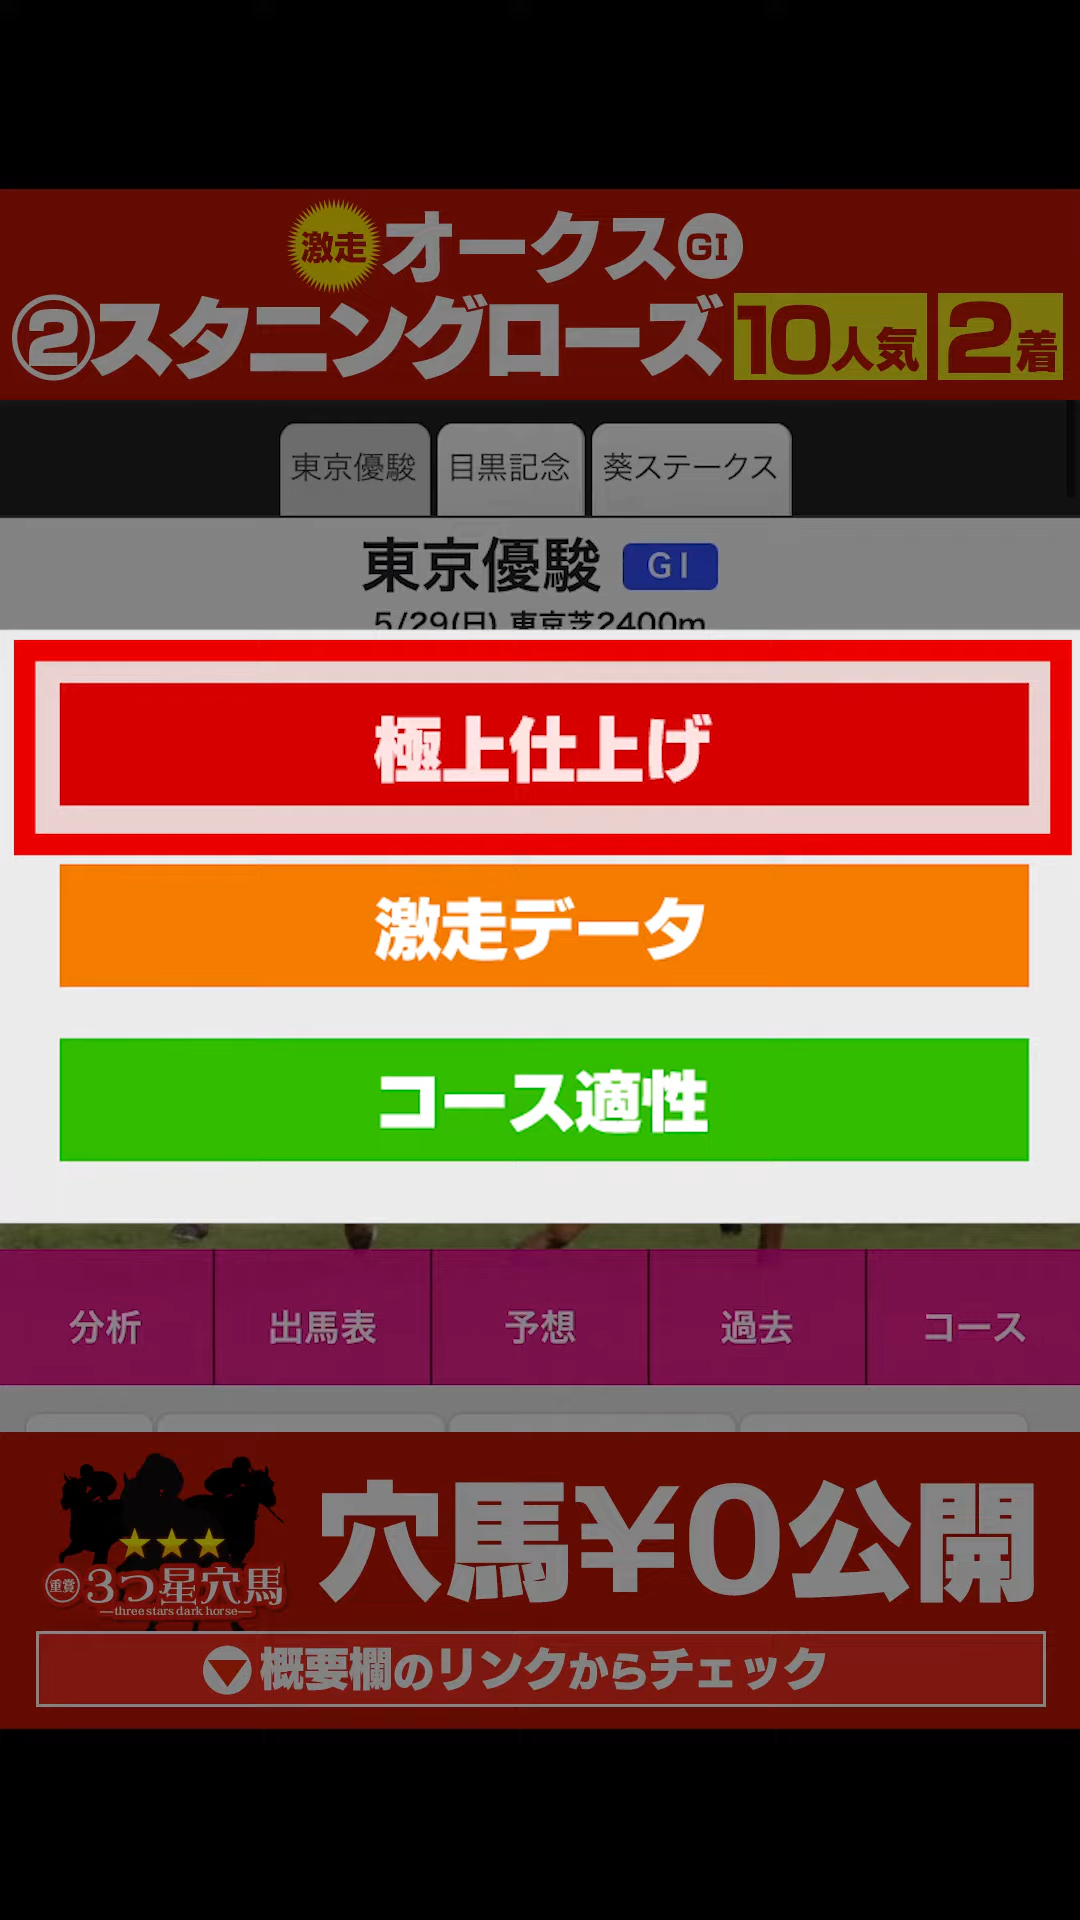 激走 オークス GI
②スタニングローズ 10人気 2着
東京優駿 目黒記念 葵ステークス
東京優駿 GI
5/29(日) 東京芝2400m
極上仕上げ
激走データ
コース適性
分析 出馬表 予想 過去 コース
重賞 3つ星穴馬
three stars dark horse
穴馬¥0公開
概要欄のリンクからチェック